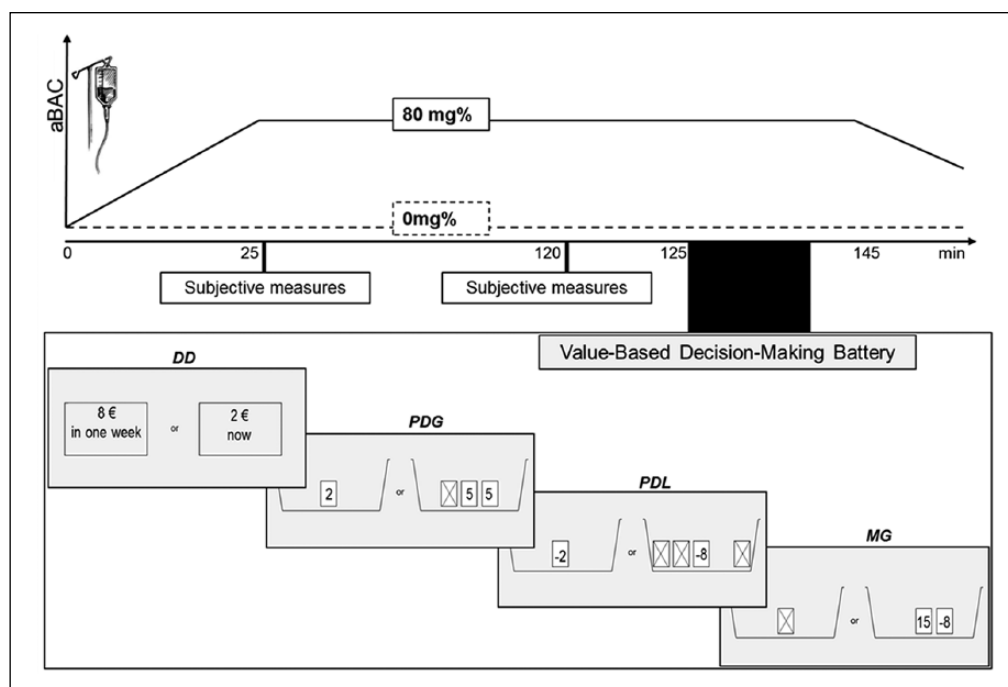 aBAC
80 mg%
0mg%
0 25 120 125 145 min
Subjective measures Subjective measures
Value-Based Decision-Making Battery
DD
8 €
in one week
or
2 €
now
PDG
2 or 5 5
PDL
-2 or -8
MG
or 15 -8